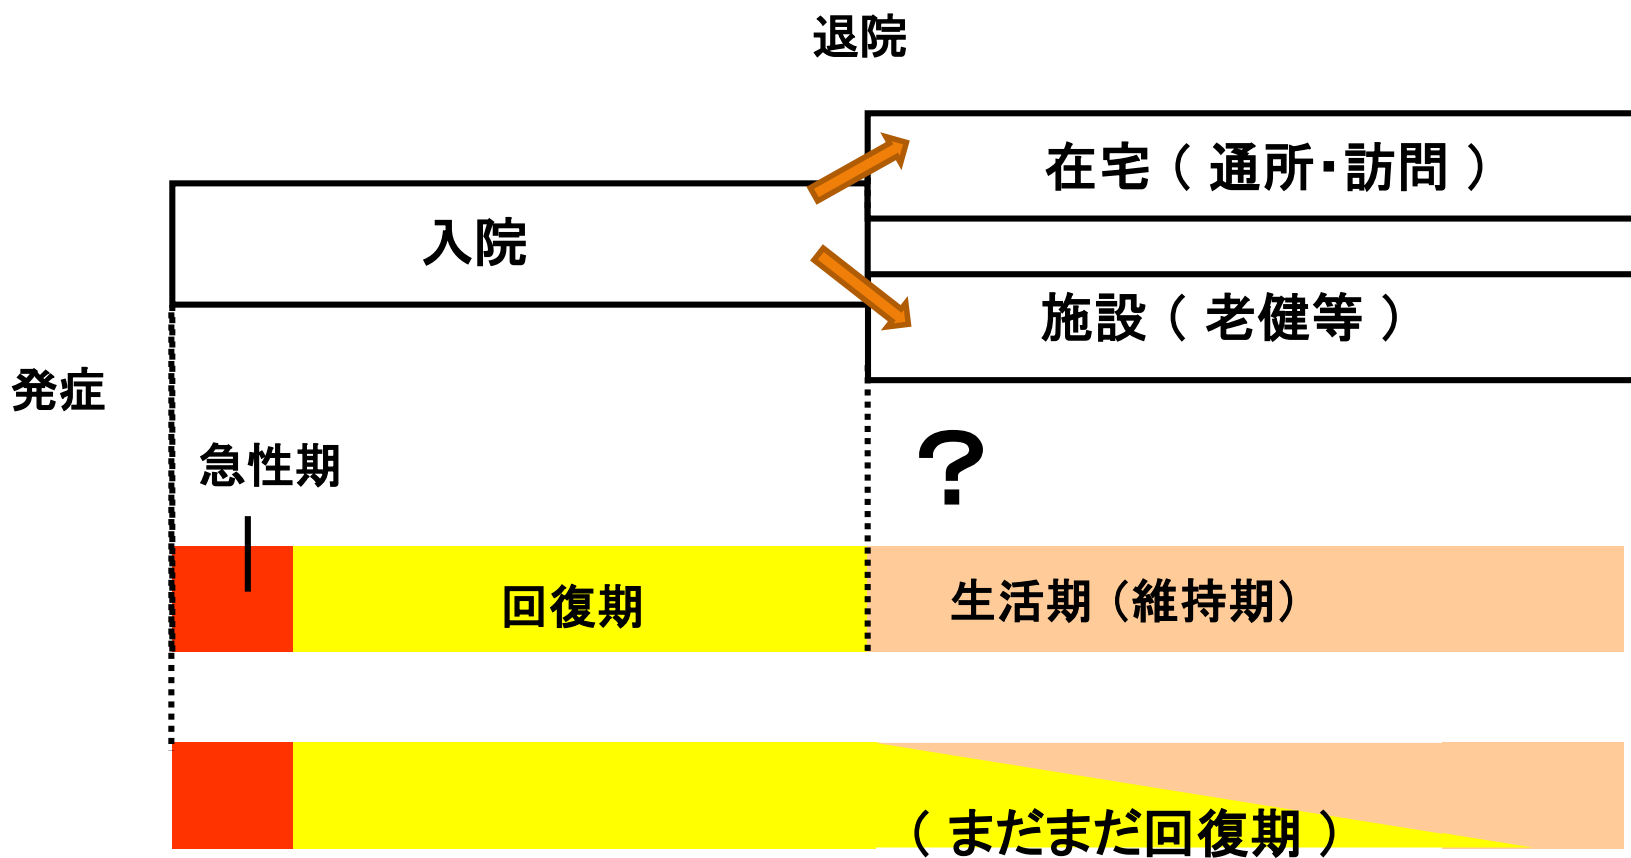 退院
在宅（ 通所・訪問 ）
入院
施設（ 老健等 ）
発症
急性期
？
回復期
生活期（維持期）
（ まだまだ回復期 ）